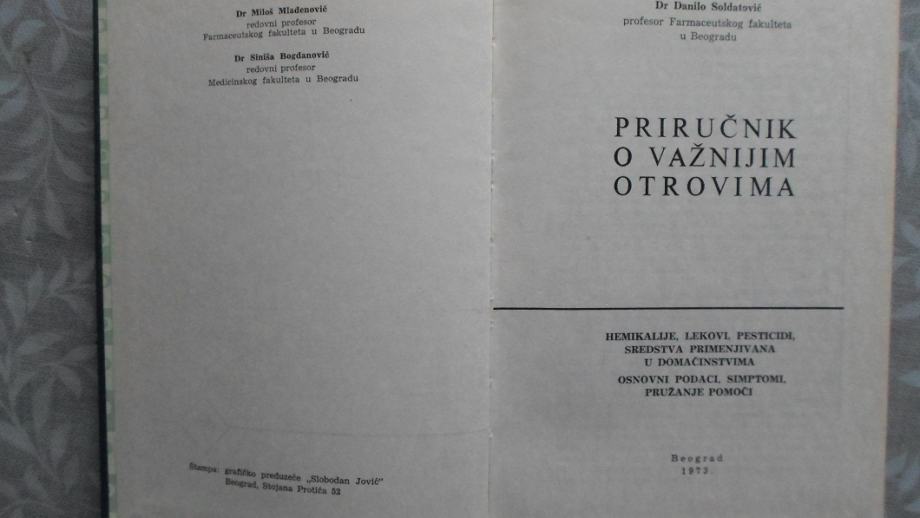 Dr Miloš Mladenović
redovni profesor
Farmaceutskog fakulteta u Beogradu
Dr Siniša Bogdanović
redovni profesor
Medicinskog fakulteta u Beogradu
Štampa: grafičko preduzeće „Slobodan Jović"
Beograd, Stojana Protića 52
Dr Danilo Soldatović
profesor Farmaceutskog fakulteta
u Beogradu
PRIRUČNIK
O VAŽNIJIM
OTROVIMA
HEMIKALIJE, LEKOVI, PESTICIDI,
SREDSTVA PRIMENJIVANA
U DOMAĆINSTVIMA
OSNOVNI PODACI, SIMPTOMI,
PRUŽANJE POMOĆI
Beograd
1973.